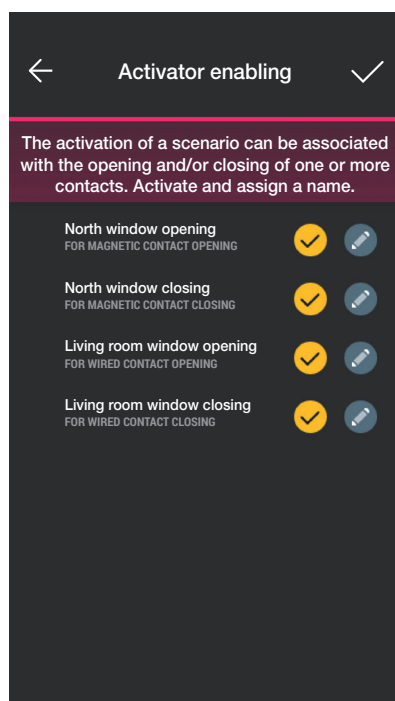 Activator enabling
The activation of a scenario can be associated
with the opening and/or closing of one or more
contacts. Activate and assign a name.
North window opening
FOR MAGNETIC CONTACT OPENING
North window closing
FOR MAGNETIC CONTACT CLOSING
Living room window opening
FOR WIRED CONTACT OPENING
Living room window closing
FOR WIRED CONTACT CLOSING